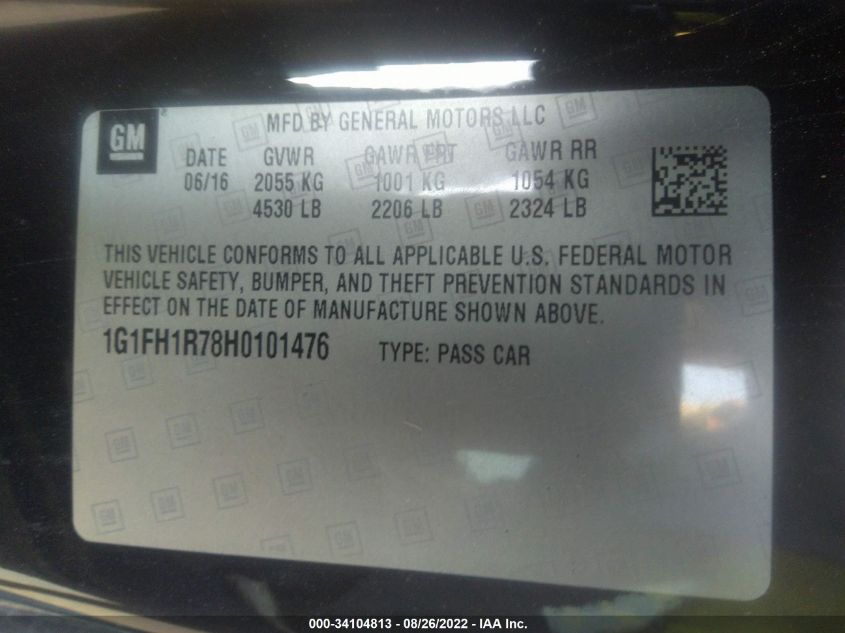 GM
MFD BY GENERAL MOTORS LLC
DATE GVWR GAWR FRT GAWR RR
06/16 2055 KG 1001 KG 1054 KG
4530 LB 2206 LB 2324 LB
THIS VEHICLE CONFORMS TO ALL APPLICABLE U.S. FEDERAL MOTOR
VEHICLE SAFETY, BUMPER, AND THEFT PREVENTION STANDARDS IN
EFFECT ON THE DATE OF MANUFACTURE SHOWN ABOVE.
1G1FH1R78H0101476 TYPE: PASS CAR
000-34104813 - 08/26/2022 - IAA Inc.